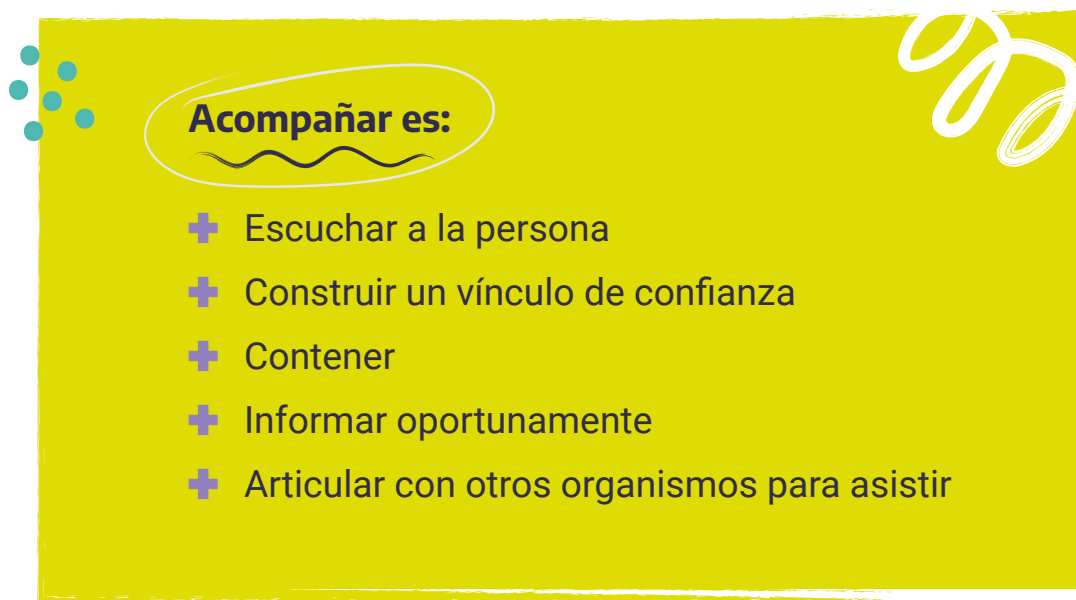 Acompañar es:
Escuchar a la persona
Construir un vínculo de confianza
Contener
Informar oportunamente
Articular con otros organismos para asistir